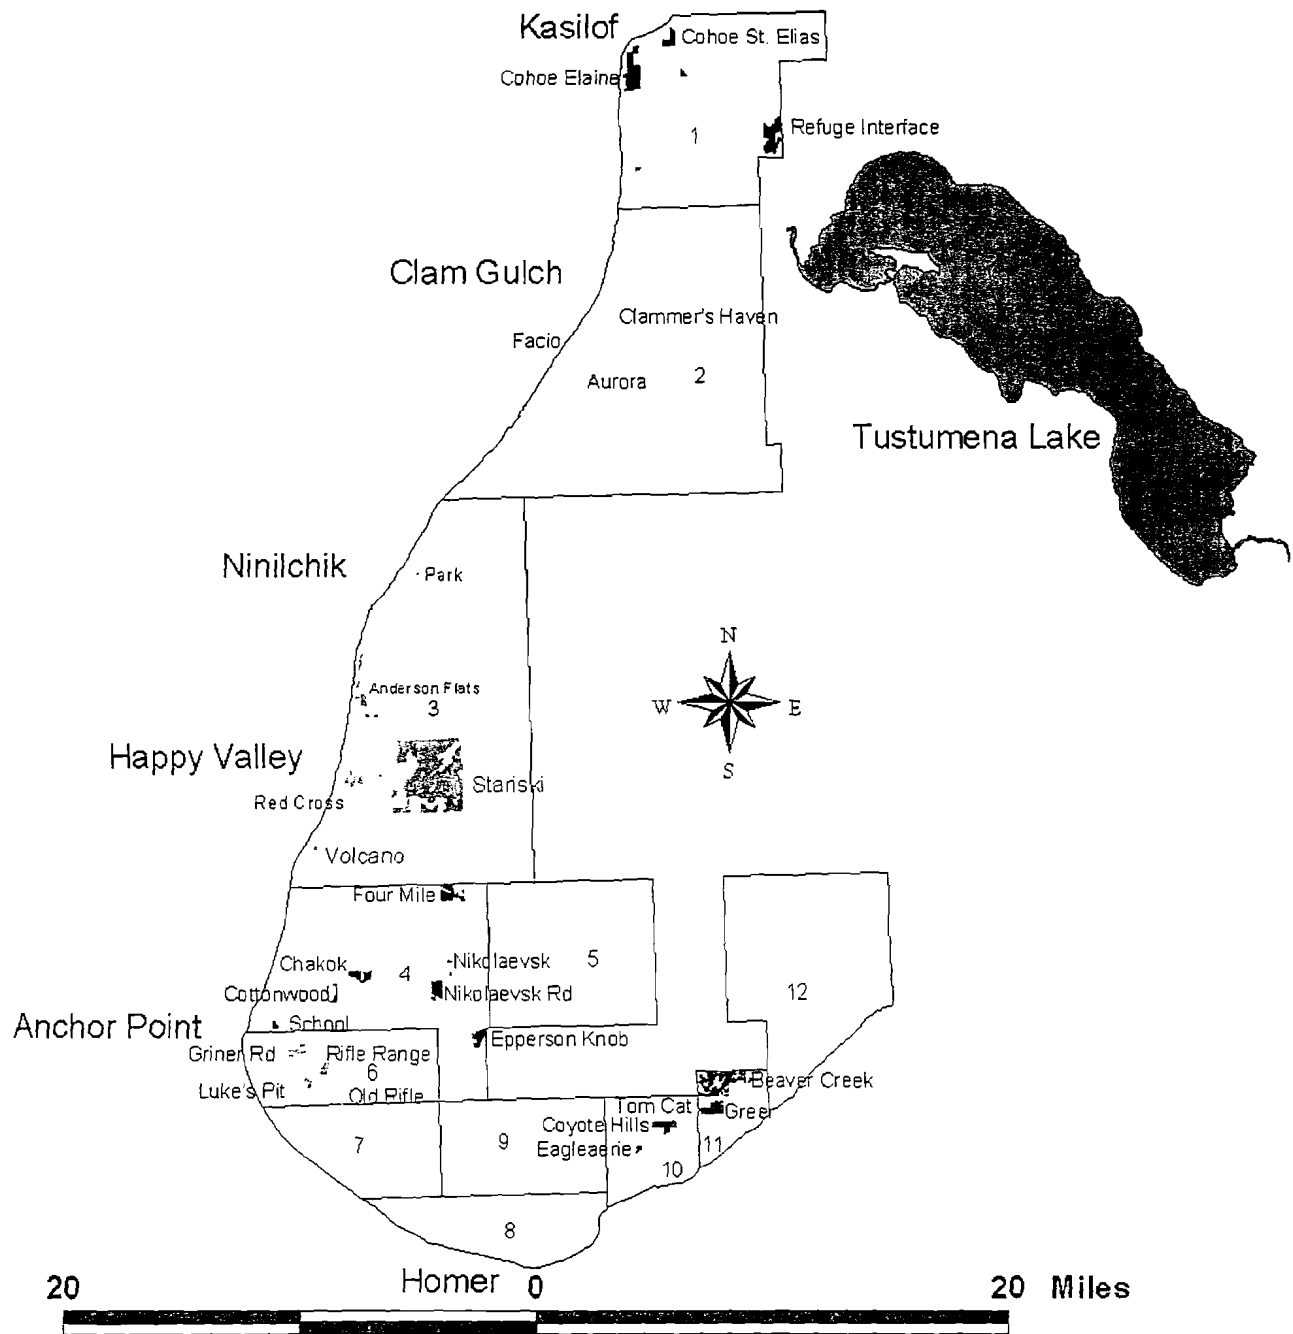 Kasilof
Cohoe St. Elias
Cohoe Elaine
Refuge Interface
1
Clam Gulch
Clammer's Haven
Facio
Aurora
2
Tustumena Lake
Ninilchik
Park
N
W
E
S
Anderson Flats
3
Happy Valley
Stariski
Red Cross
Volcano
Four Mile
Chakok
4
Nikolaevsk
5
Cottonwood
Nikolaevsk Rd
12
Anchor Point
School
Epperson Knob
Griner Rd
Rifle Range
6
Luke's Pit
Old Rifle
Beaver Creek
Tom Cat
Greer
Coyote Hills
7
9
Eagleaerie
11
10
8
Homer
20
0
20 Miles